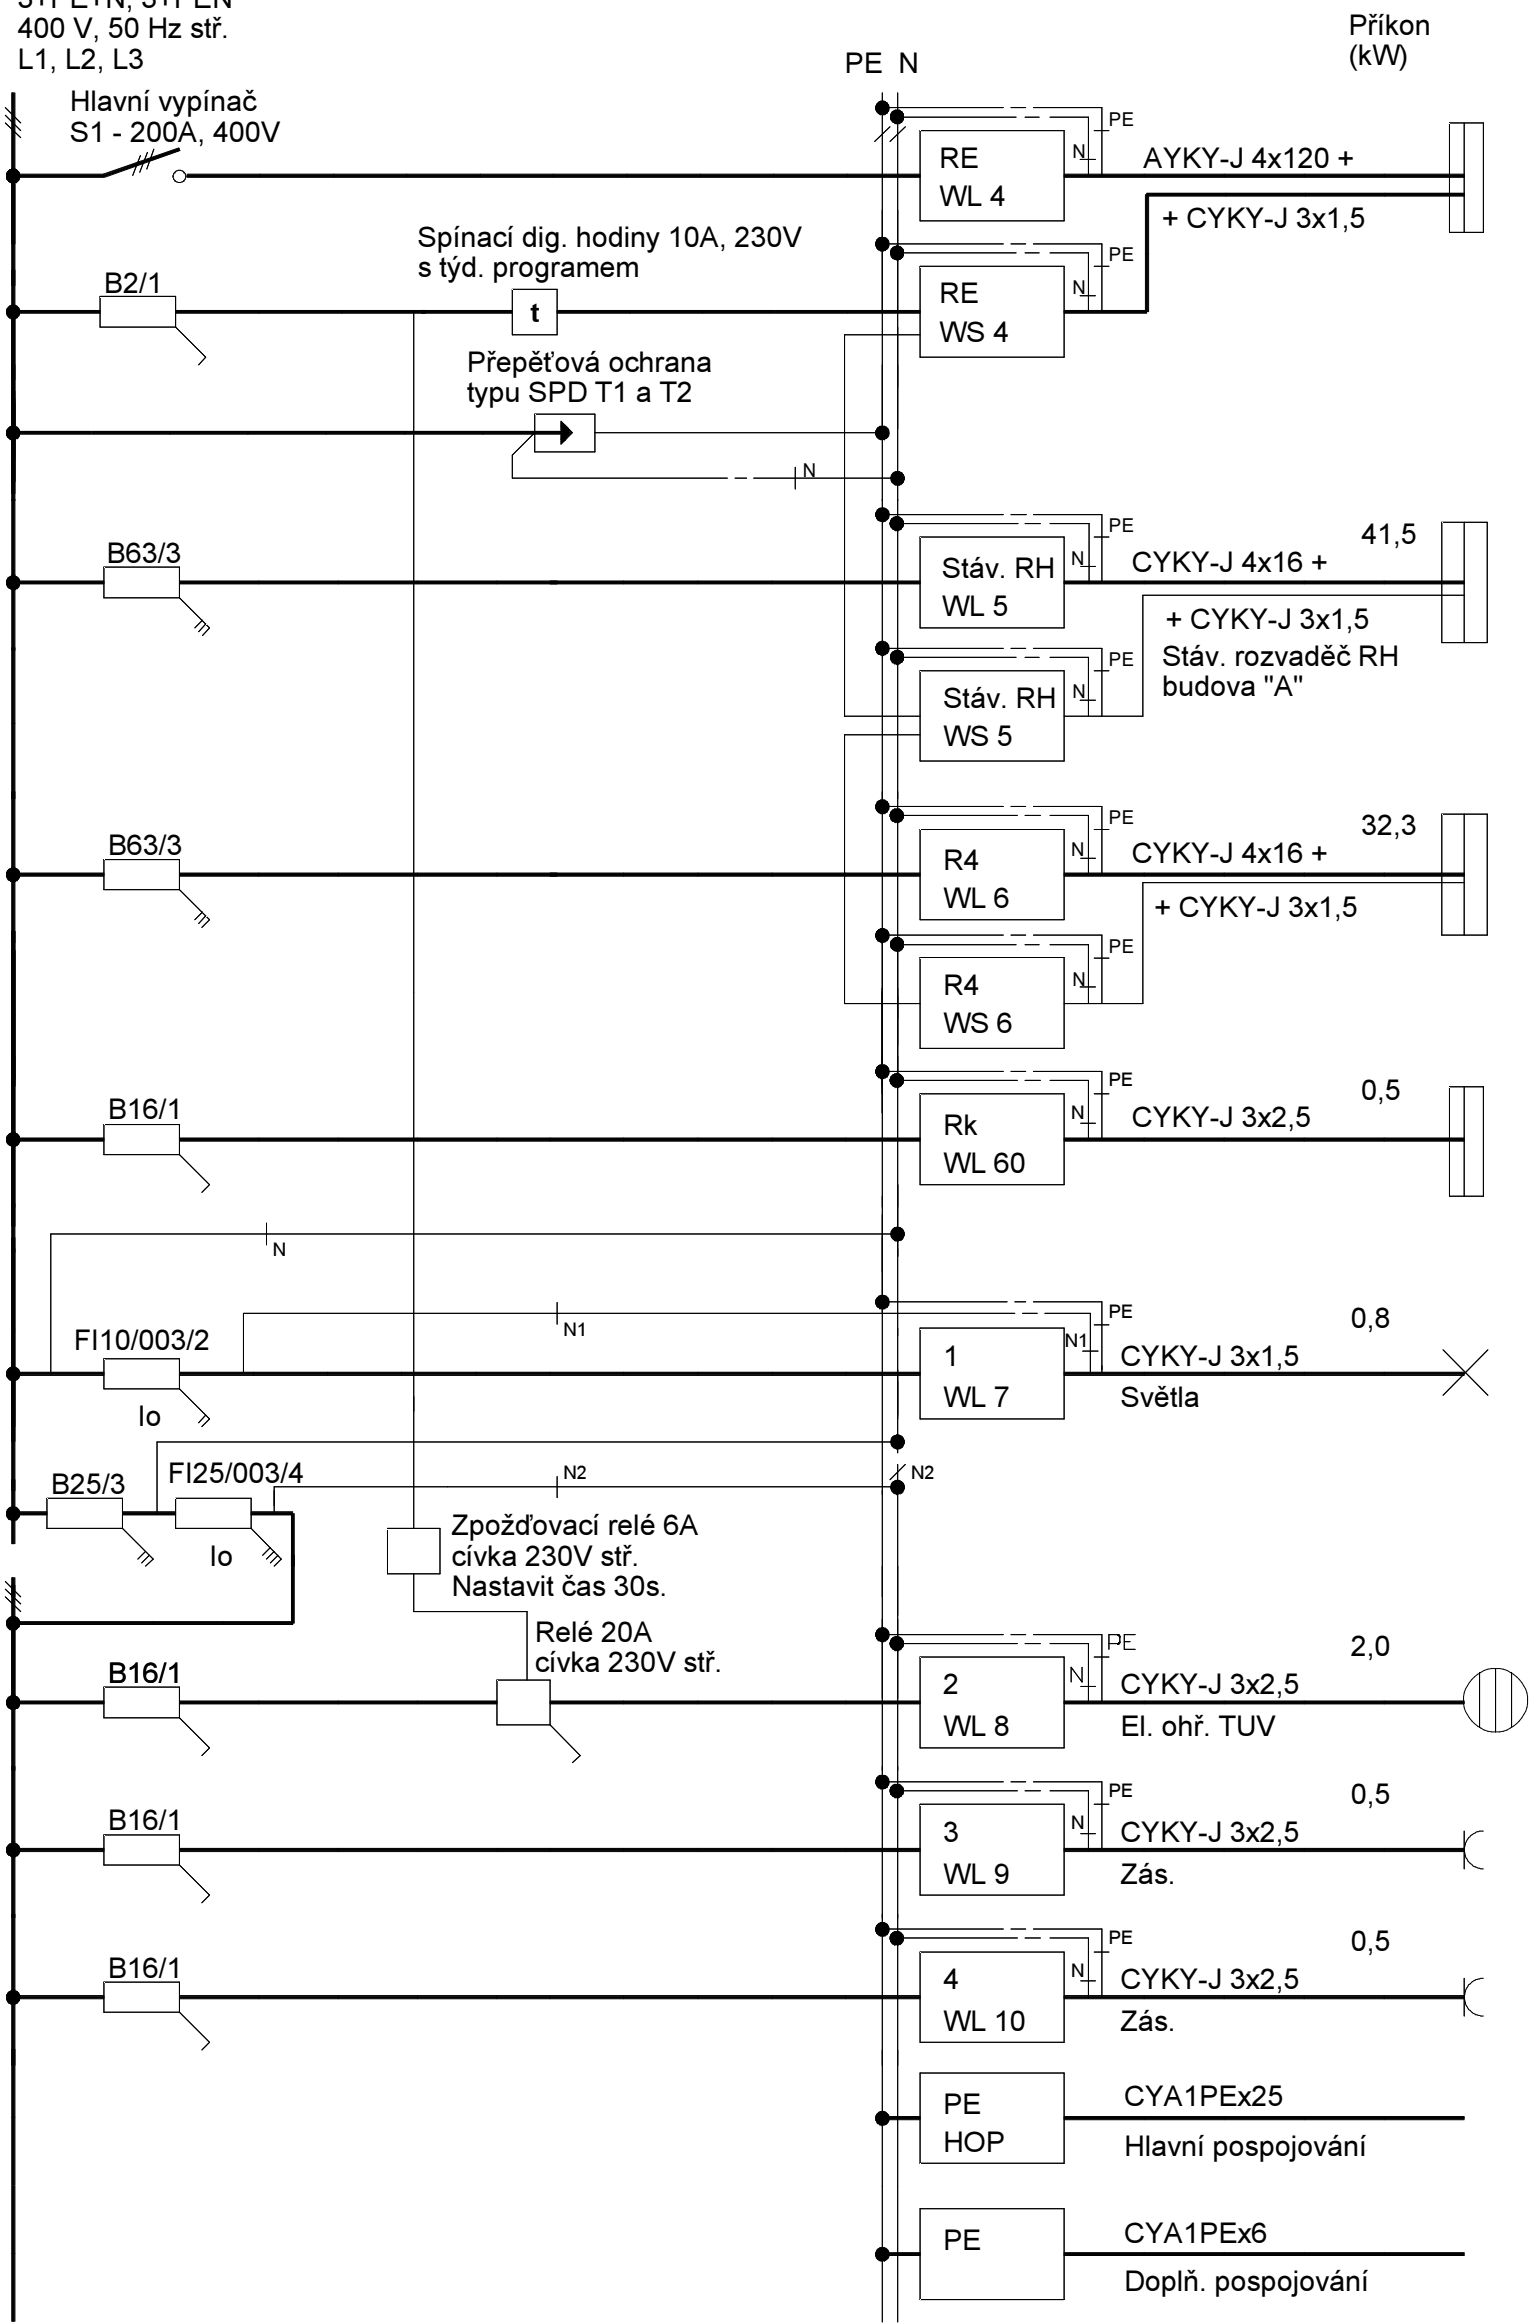 3+PE+N, 3+PEN
400 V, 50 Hz stř.
L1, L2, L3
Příkon
(kW)
PE N
Hlavní vypínač
S1 - 200A, 400V
PE
N
RE
WL 4
AYKY-J 4x120 +
+ CYKY-J 3x1,5
Spínací dig. hodiny 10A, 230V
s týd. programem
B2/1
t
PE
N
RE
WS 4
Přepěťová ochrana
typu SPD T1 a T2
N
B63/3
PE
N
Stáv. RH
WL 5
41,5
CYKY-J 4x16 +
+ CYKY-J 3x1,5
Stáv. rozvaděč RH
budova "A"
PE
N
Stáv. RH
WS 5
B63/3
PE
N
R4
WL 6
32,3
CYKY-J 4x16 +
+ CYKY-J 3x1,5
PE
N
R4
WS 6
B16/1
PE
N
Rk
WL 60
0,5
CYKY-J 3x2,5
N
N1
FI10/003/2
Io
PE
N1
1
WL 7
0,8
CYKY-J 3x1,5
Světla
B25/3
FI25/003/4
Io
N2
N2
Zpožďovací relé 6A
cívka 230V stř.
Nastavit čas 30s.
Relé 20A
cívka 230V stř.
B16/1
PE
N
2
WL 8
2,0
CYKY-J 3x2,5
El. ohř. TUV
B16/1
PE
N
3
WL 9
0,5
CYKY-J 3x2,5
Zás.
B16/1
PE
N
4
WL 10
0,5
CYKY-J 3x2,5
Zás.
PE
HOP
CYA1PEx25
Hlavní pospojování
PE
CYA1PEx6
Doplň. pospojování